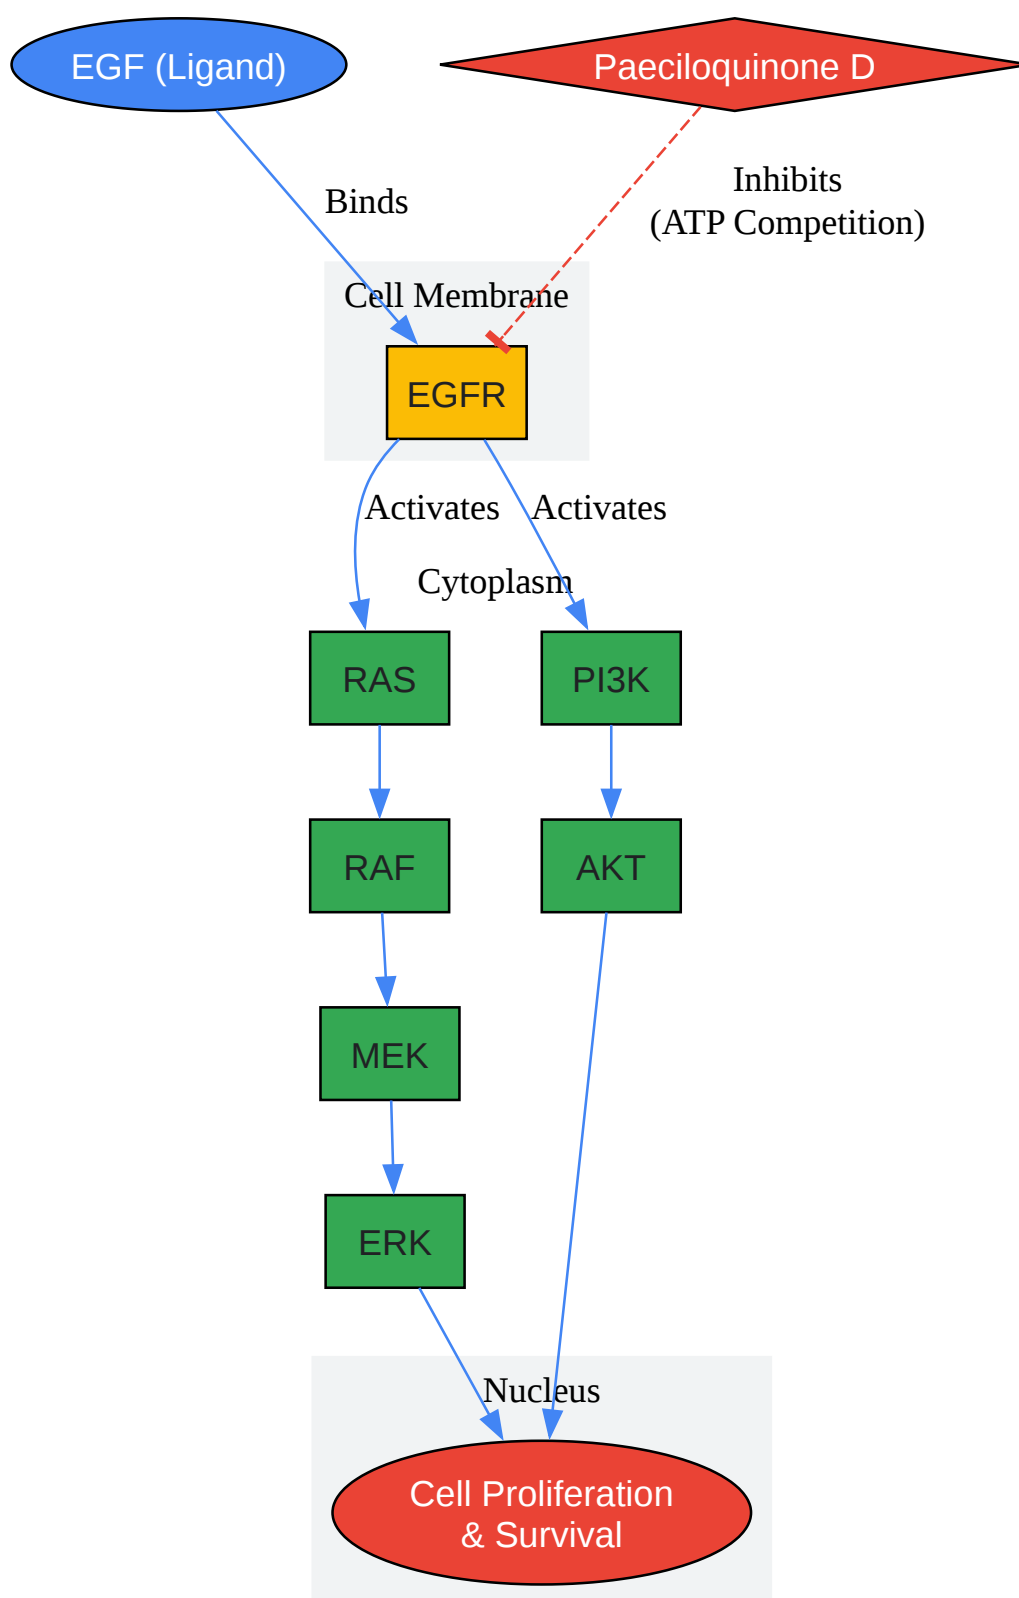 EGF (Ligand)
Paeciloquinone D
Binds
Inhibits
(ATP Competition)
Cell Membrane
EGFR
Activates
Activates
Cytoplasm
RAS
PI3K
RAF
AKT
MEK
ERK
Nucleus
Cell Proliferation
& Survival